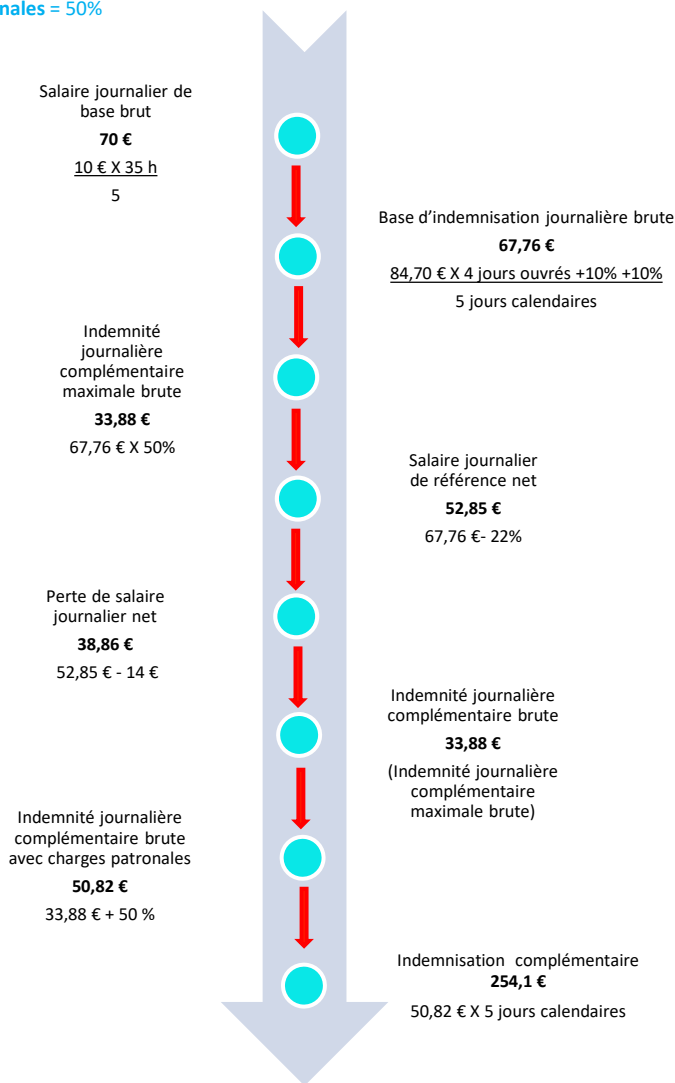 nales = 50%
Salaire journalier de
base brut
70 €
10 € X 35 h
5
Base d’indemnisation journalière brute
67,76 €
84,70 € X 4 jours ouvrés +10% +10%
5 jours calendaires
Indemnité
journalière
complémentaire
maximale brute
33,88 €
67,76 € X 50%
Salaire journalier
de référence net
52,85 €
67,76 €- 22%
Perte de salaire
journalier net
38,86 €
52,85 € - 14 €
Indemnité journalière
complémentaire brute
33,88 €
(Indemnité journalière
complémentaire
maximale brute)
Indemnité journalière
complémentaire brute
avec charges patronales
50,82 €
33,88 € + 50 %
Indemnisation complémentaire
254,1 €
50,82 € X 5 jours calendaires